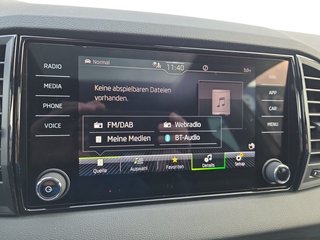 Normal
11:40
RADIO
MEDIA
PHONE
VOICE
CAR
APP
MENU
Keine abspielbaren Dateien
vorhanden.
FM/DAB
Webradio
Meine Medien
BT-Audio
Quelle
Auswahl
Favoriten
Details
Setup